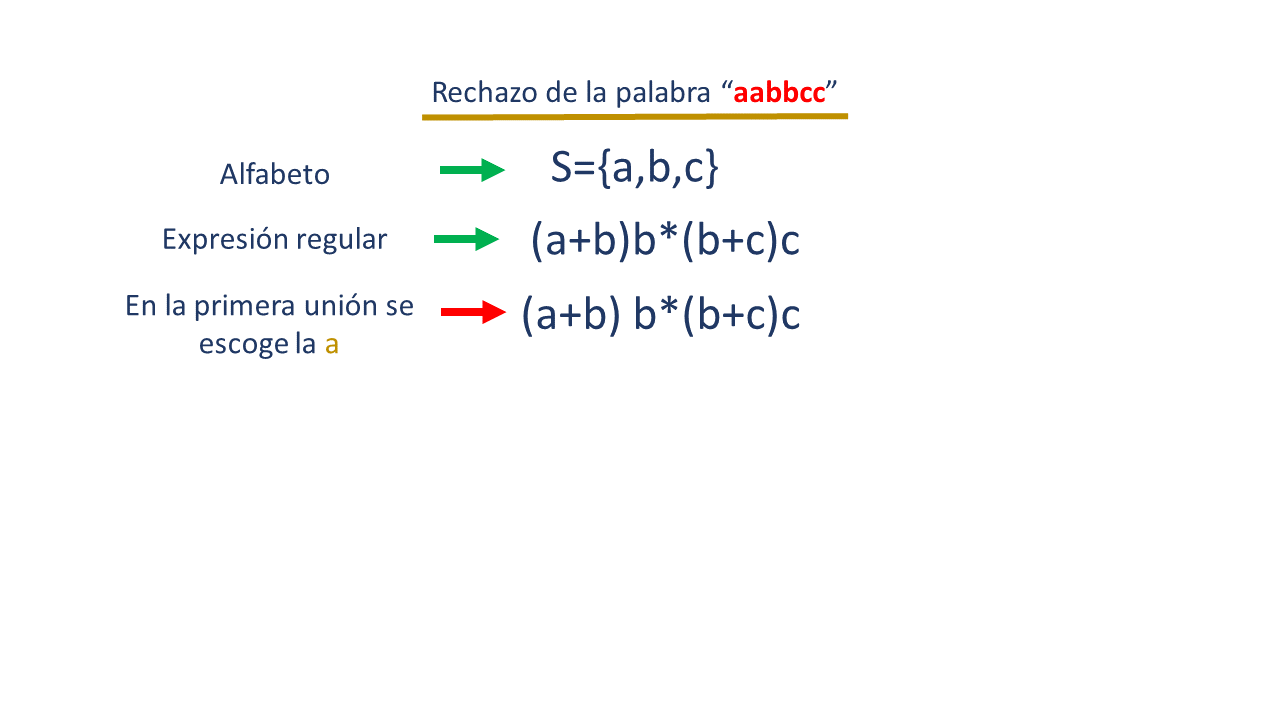 Rechazo de la palabra “aabbcc”
Alfabeto
S={a,b,c}
Expresión regular
(a+b)b*(b+c)c
En la primera unión se
escoge la a
(a+b) b*(b+c)c